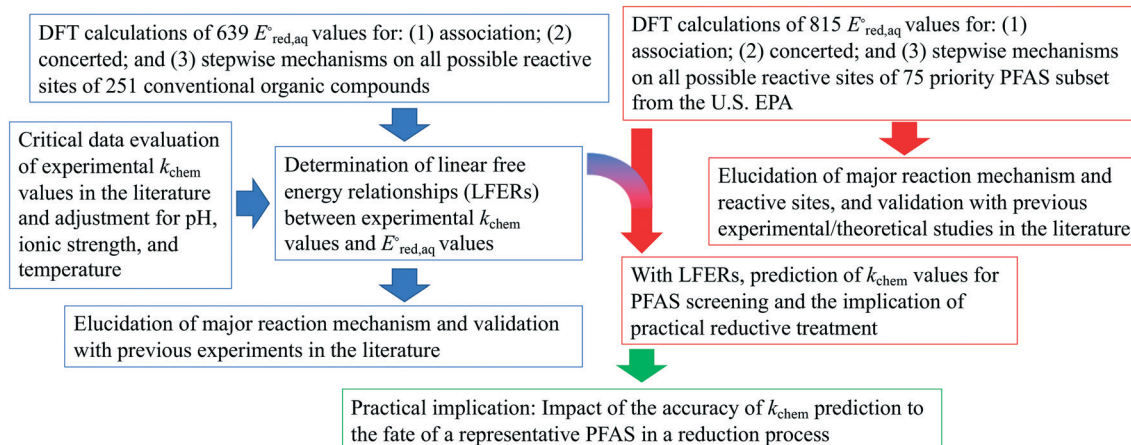 DFT calculations of 639 E°red,aq values for: (1) association; (2)
concerted; and (3) stepwise mechanisms on all possible reactive
sites of 251 conventional organic compounds
DFT calculations of 815 E°red,aq values for: (1)
association; (2) concerted; and (3) stepwise mechanisms
on all possible reactive sites of 75 priority PFAS subset
from the U.S. EPA
Critical data evaluation
of experimental kchem
values in the literature
and adjustment for pH,
ionic strength, and
temperature
Determination of linear free
energy relationships (LFERs)
between experimental kchem
values and E°red,aq values
Elucidation of major reaction mechanism and
reactive sites, and validation with previous
experimental/theoretical studies in the literature
With LFERs, prediction of kchem values for
PFAS screening and the implication of
practical reductive treatment
Elucidation of major reaction mechanism and validation
with previous experiments in the literature
Practical implication: Impact of the accuracy of kchem prediction to
the fate of a representative PFAS in a reduction process